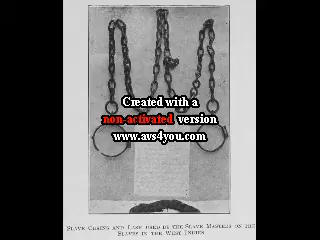 Created with a
non-activated version
www.avs4you.com
Slave Chains and Lash used by the Slave Masters on the
Slaves in the West Indies